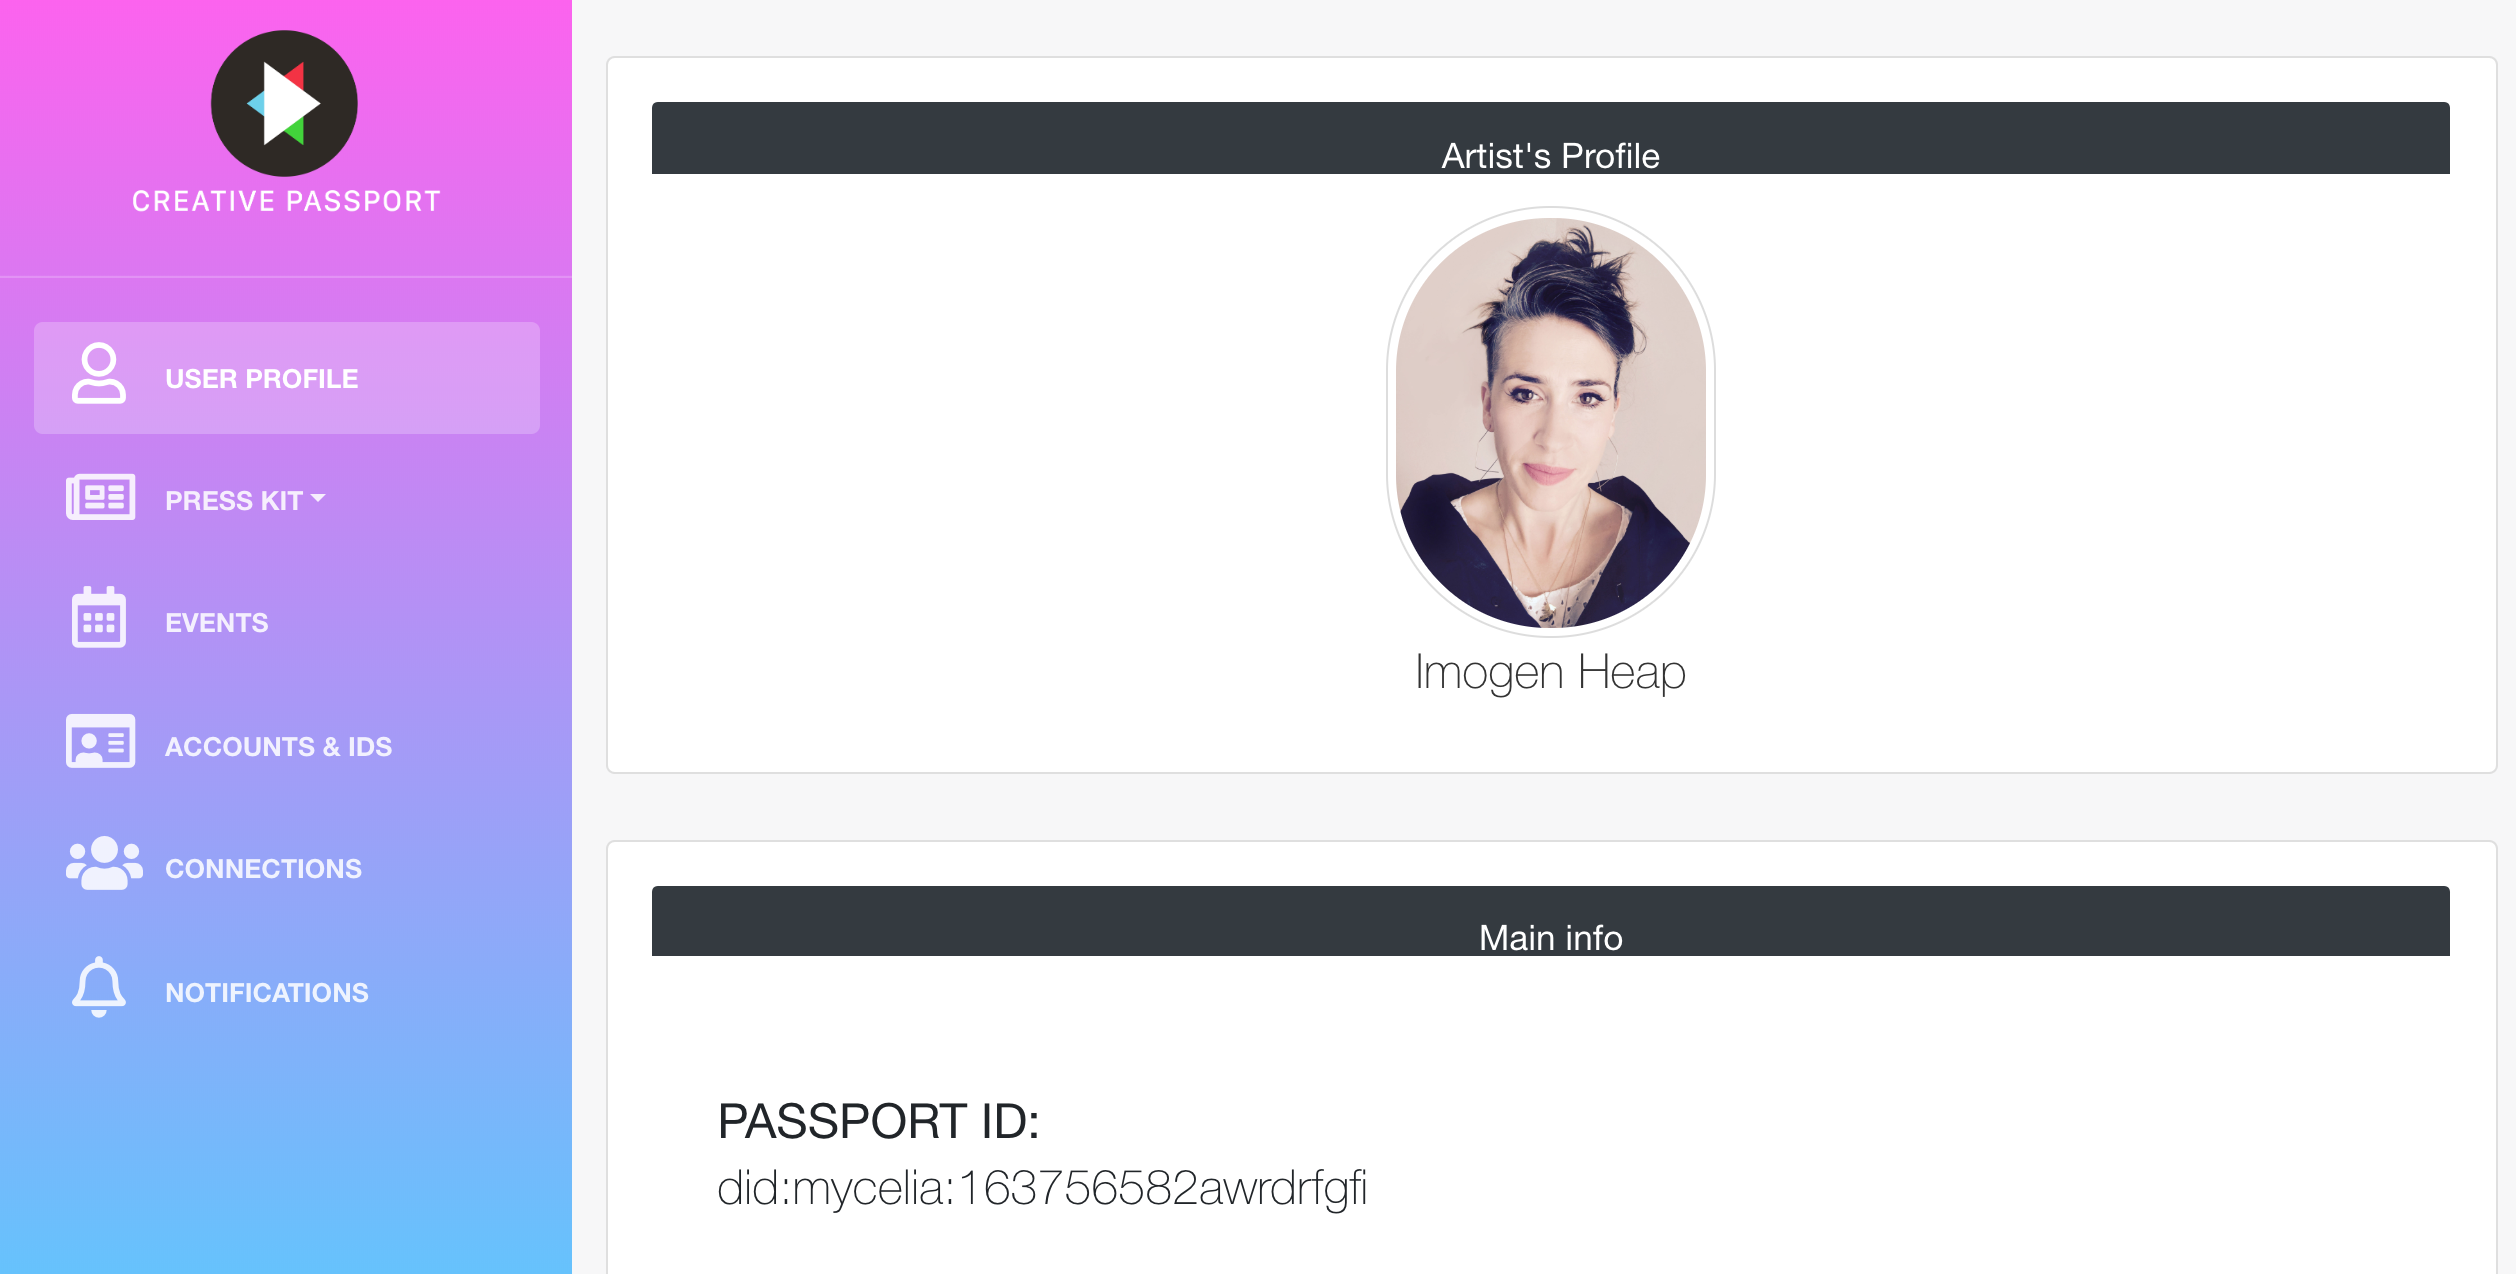 CREATIVE PASSPORT
USER PROFILE
PRESS KIT
EVENTS
ACCOUNTS & IDS
CONNECTIONS
NOTIFICATIONS
Artist's Profile
Imogen Heap
Main info
PASSPORT ID:
did:mycelia:163756582awrdrfgfi